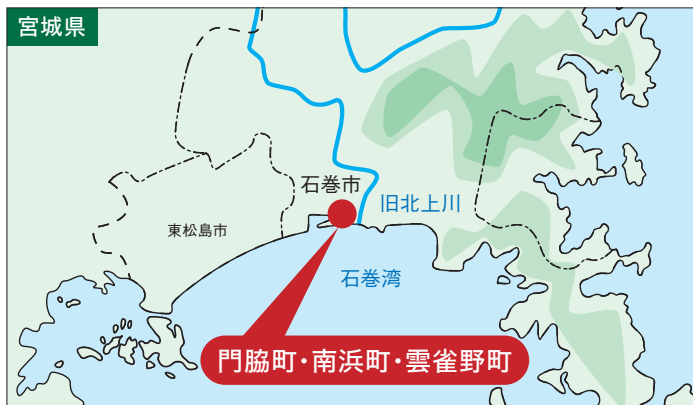 宮城県
石巻市
旧北上川
東松島市
石巻湾
門脇町・南浜町・雲雀野町